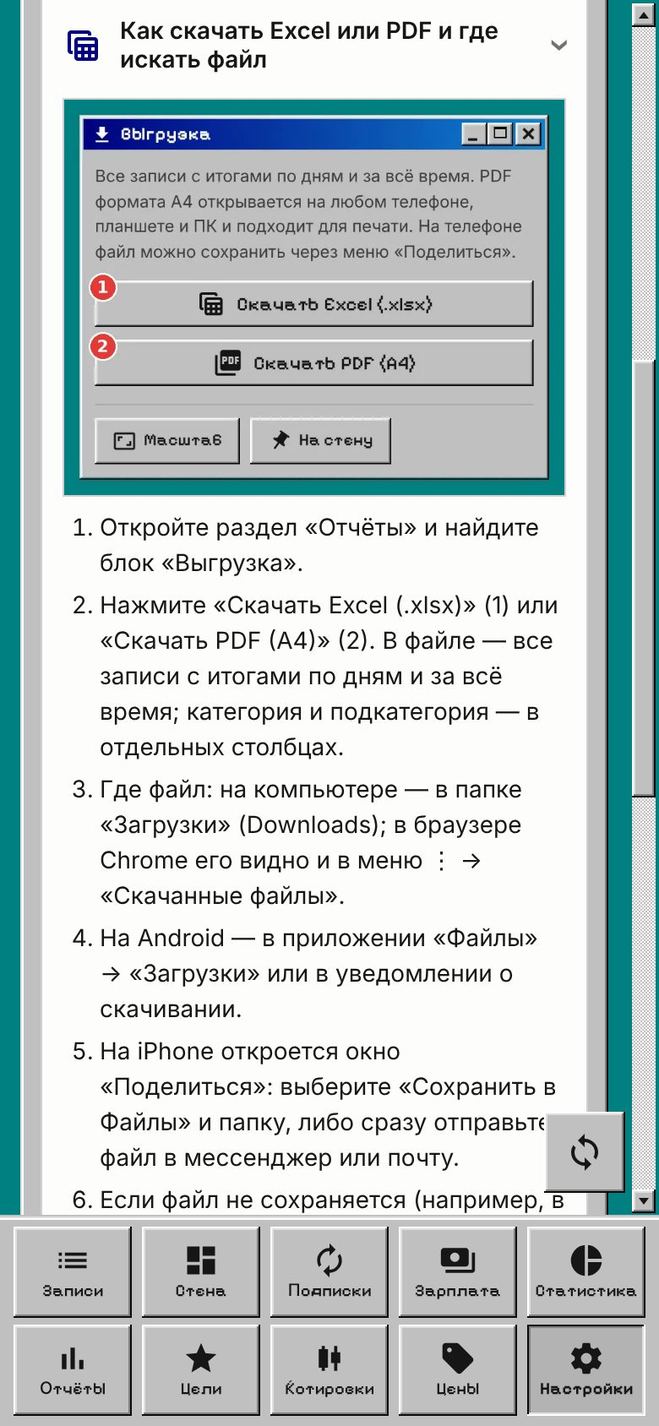 Как скачать Excel или PDF и где
искать файл
Выгрузка
Все записи с итогами по дням и за всё время. PDF
формата A4 открывается на любом телефоне,
планшете и ПК и подходит для печати. На телефоне
файл можно сохранить через меню «Поделиться».
1
Скачать Excel (.xlsx)
2
PDF
Скачать PDF (A4)
Масштаб
На стену
1. Откройте раздел «Отчёты» и найдите
блок «Выгрузка».
2. Нажмите «Скачать Excel (.xlsx)» (1) или
«Скачать PDF (A4)» (2). В файле — все
записи с итогами по дням и за всё
время; категория и подкатегория — в
отдельных столбцах.
3. Где файл: на компьютере — в папке
«Загрузки» (Downloads); в браузере
Chrome его видно и в меню ⋮ →
«Скачанные файлы».
4. На Android — в приложении «Файлы»
→ «Загрузки» или в уведомлении о
скачивании.
5. На iPhone откроется окно
«Поделиться»: выберите «Сохранить в
Файлы» и папку, либо сразу отправьте
файл в мессенджер или почту.
6. Если файл не сохраняется (например, в
Записи
Стена
Подписки
Зарплата
Статистика
Отчёты
Цели
Котировки
Цены
Настройки